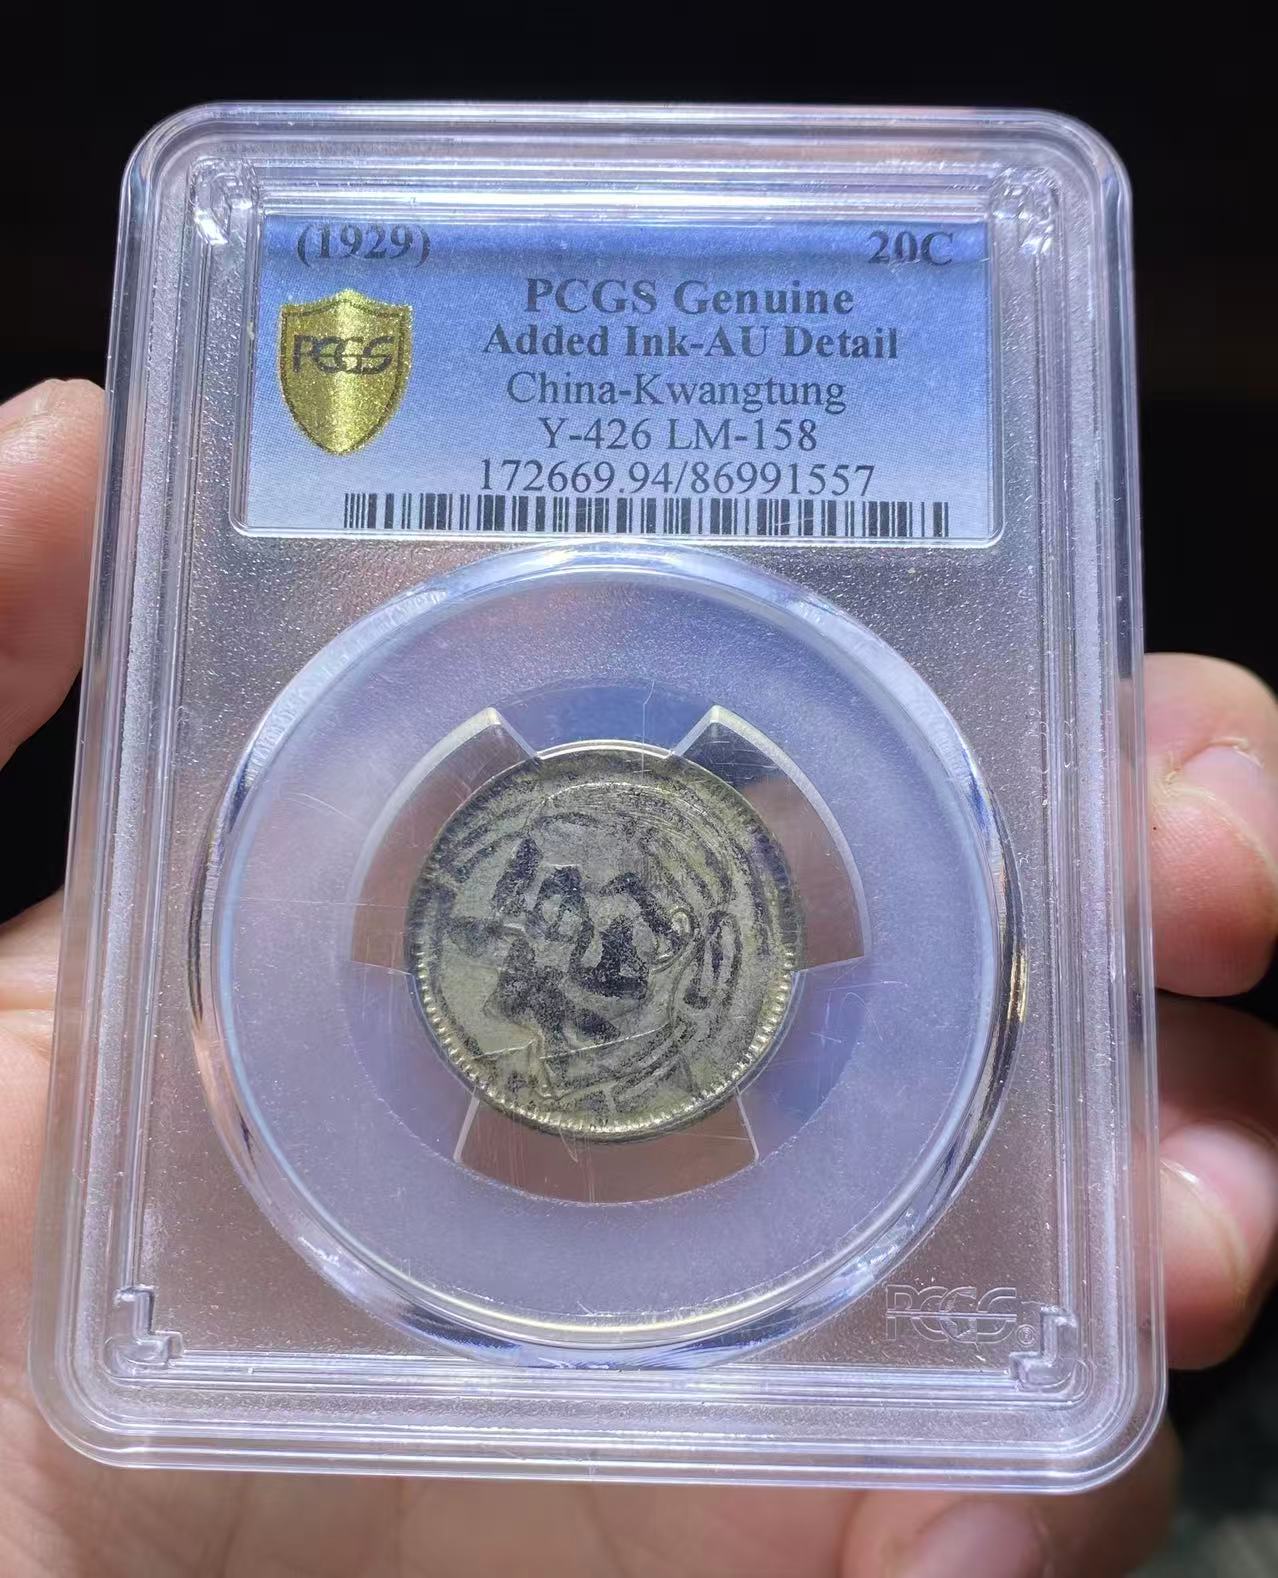 (1929) 20C
PCGS Genuine
Added Ink-AU Detail
PCGS
China-Kwangtung
Y-426 LM-158
172669.94/86991557
PCGS®